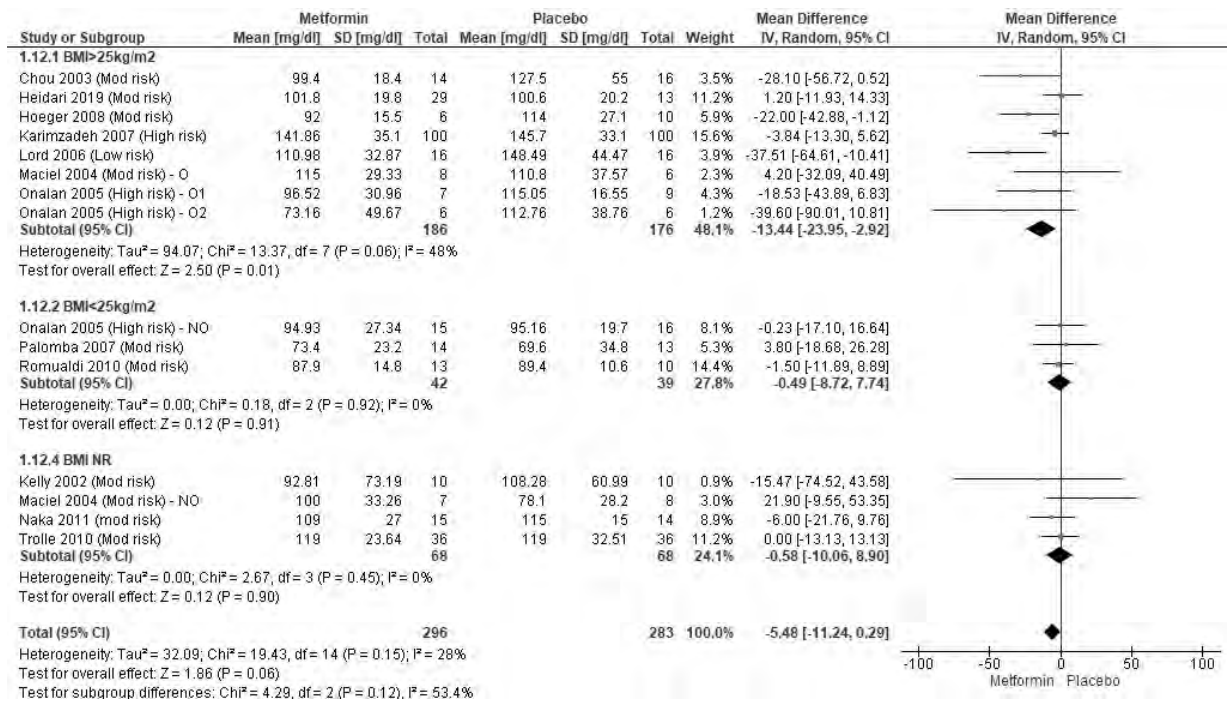 Metformin Placebo Mean Difference Mean Difference
Study or Subgroup Mean [mg/dl] SD [mg/dl] Total Mean [mg/dl] SD [mg/dl] Total Weight IV, Random, 95% CI IV, Random, 95% CI
1.12.1 BMI>25kg/m2
Chou 2003 (Mod risk) 99.4 18.4 14 127.5 55 16 3.5% -28.10 [-56.72, 0.52]
Heidari 2019 (Mod risk) 101.8 19.8 29 100.6 20.2 13 11.2% 1.20 [-11.93, 14.33]
Hoeger 2008 (Mod risk) 92 15.5 6 114 27.1 10 5.9% -22.00 [-42.88, -1.12]
Karimzadeh 2007 (High risk) 141.86 35.1 100 145.7 33.1 100 15.6% -3.84 [-13.30, 5.62]
Lord 2006 (Low risk) 110.98 32.87 16 148.49 44.47 16 3.9% -37.51 [-64.61, -10.41]
Maciel 2004 (Mod risk) - O 115 29.33 8 110.8 37.57 6 2.3% 4.20 [-32.09, 40.49]
Onalan 2005 (High risk) - O1 96.52 30.96 7 115.05 16.55 9 4.3% -18.53 [-43.89, 6.83]
Onalan 2005 (High risk) - O2 73.16 49.67 6 112.76 38.76 6 1.2% -39.60 [-90.01, 10.81]
Subtotal (95% CI) 186 176 48.1% -13.44 [-23.95, -2.92]
Heterogeneity: Tau² = 94.07; Chi² = 13.37, df = 7 (P = 0.06); I² = 48%
Test for overall effect: Z = 2.50 (P = 0.01)
1.12.2 BMI<25kg/m2
Onalan 2005 (High risk) - NO 94.93 27.34 15 95.16 19.7 16 8.1% -0.23 [-17.10, 16.64]
Palomba 2007 (Mod risk) 73.4 23.2 14 69.6 34.8 13 5.3% 3.80 [-18.68, 26.28]
Romualdi 2010 (Mod risk) 87.9 14.8 13 89.4 10.6 10 14.4% -1.50 [-11.89, 8.89]
Subtotal (95% CI) 42 39 27.8% -0.49 [-8.72, 7.74]
Heterogeneity: Tau² = 0.00; Chi² = 0.18, df = 2 (P = 0.92); I² = 0%
Test for overall effect: Z = 0.12 (P = 0.91)
1.12.4 BMI NR
Kelly 2002 (Mod risk) 92.81 73.19 10 108.28 60.99 10 0.9% -15.47 [-74.52, 43.58]
Maciel 2004 (Mod risk) - NO 100 33.26 7 78.1 28.2 8 3.0% 21.90 [-9.55, 53.35]
Naka 2011 (mod risk) 109 27 15 115 15 14 8.9% -6.00 [-21.76, 9.76]
Trolle 2010 (Mod risk) 119 23.64 36 119 32.51 36 11.2% 0.00 [-13.13, 13.13]
Subtotal (95% CI) 68 68 24.1% -0.58 [-10.06, 8.90]
Heterogeneity: Tau² = 0.00; Chi² = 2.67, df = 3 (P = 0.45); I² = 0%
Test for overall effect: Z = 0.12 (P = 0.90)
Total (95% CI) 296 283 100.0% -5.48 [-11.24, 0.29]
Heterogeneity: Tau² = 32.09; Chi² = 19.43, df = 14 (P = 0.15); I² = 28%
Test for overall effect: Z = 1.86 (P = 0.06)
Test for subgroup differences: Chi² = 4.29, df = 2 (P = 0.12), I² = 53.4%
-100 -50 0 50 100
Metformin Placebo